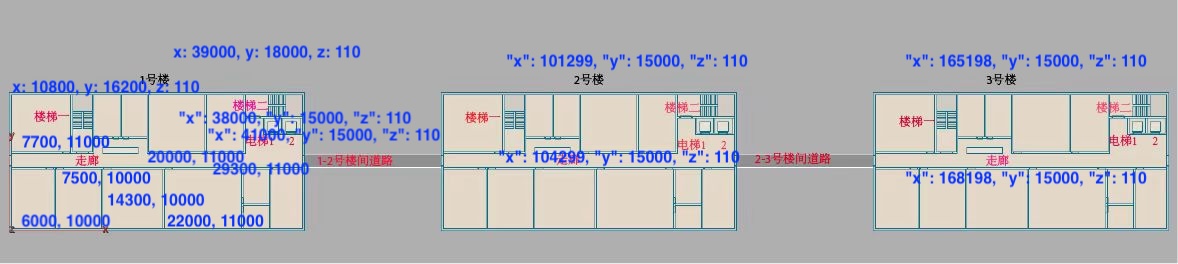 x: 39000, y: 18000, z: 110
"x": 101299, "y": 15000, "z": 110
"x": 165198, "y": 15000, "z": 110
1号楼
2号楼
3号楼
x: 10800, y: 16200, z: 110
楼梯一
楼梯二
"x": 38000, "y": 15000, "z": 110
"x": 41000, "y": 15000, "z": 110
7700, 11000
电梯1 2
走廊
20000, 11000
29300, 11000
1-2号楼间道路
7500, 10000
14300, 10000
6000, 10000
22000, 11000
楼梯一
楼梯二
电梯1 2
"x": 104299, "y": 15000, "z": 110
2-3号楼间道路
楼梯一
楼梯二
电梯1 2
走廊
"x": 168198, "y": 15000, "z": 110